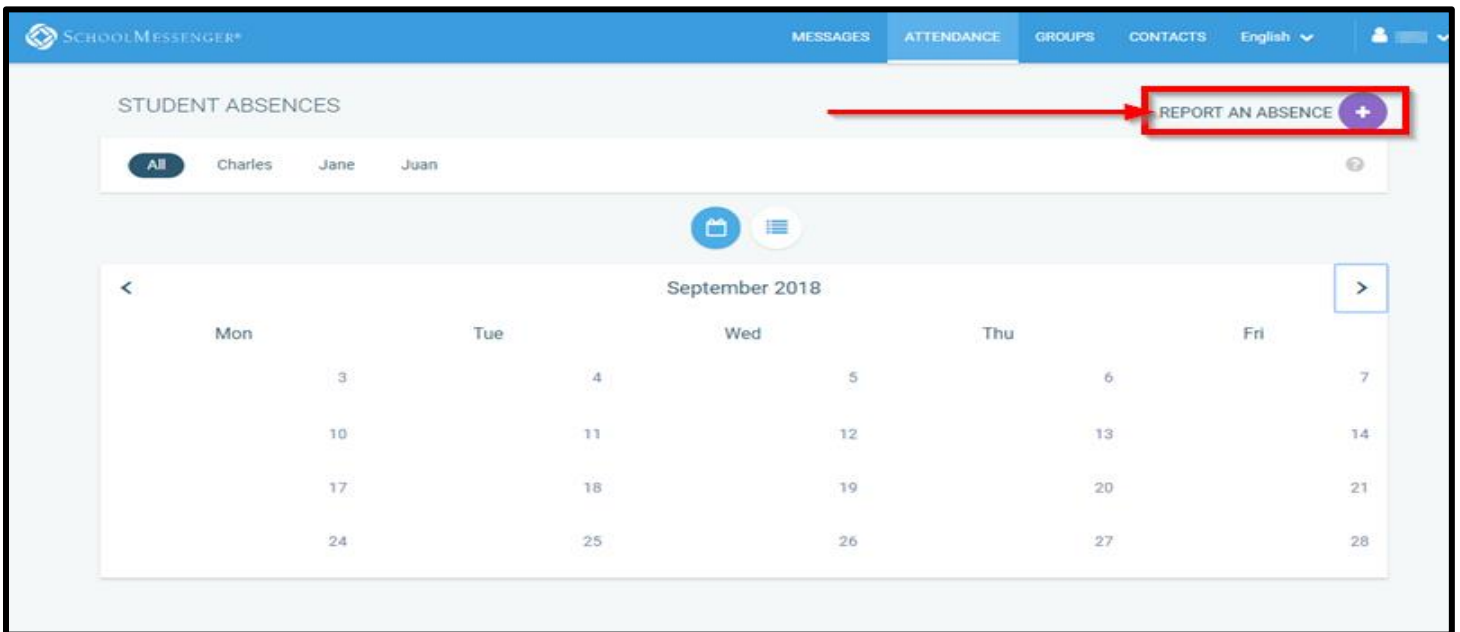 SCHOOLMESSENGER® MESSAGES ATTENDANCE GROUPS CONTACTS English
STUDENT ABSENCES REPORT AN ABSENCE +
All Charles Jane Juan ?
< September 2018 >
Mon Tue Wed Thu Fri
3 4 5 6 7
10 11 12 13 14
17 18 19 20 21
24 25 26 27 28